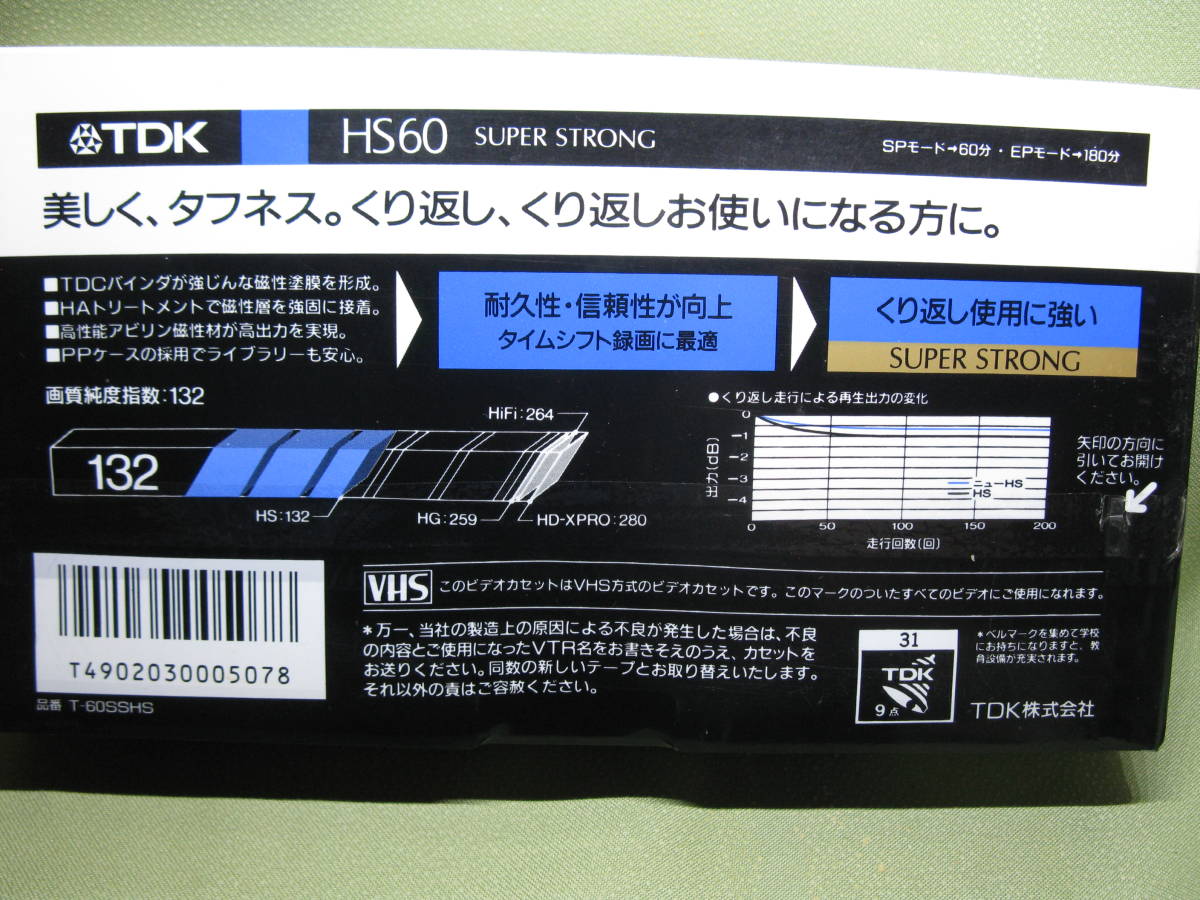 TDK HS60 SUPER STRONG SPモード→60分・EPモード→180分
美しく、タフネス。くり返し、くり返しお使いになる方に。
■TDCバインダが強じんな磁性塗膜を形成。
■HAトリートメントで磁性層を強固に接着。
■高性能アビリン磁性材が高出力を実現。
■PPケースの採用でライブラリーも安心。
耐久性・信頼性が向上
タイムシフト録画に最適
くり返し使用に強い
SUPER STRONG
画質純度指数:132
HiFi:264
132
HS:132
HG:259
HD-XPRO:280
●くり返し走行による再生出力の変化
出力(dB)
0
-1
-2
-3
-4
ニューHS
HS
0 50 100 150 200
走行回数(回)
矢印の方向に
引いてお開け
ください。
T4902030005078
品番 T-60SSHS
VHS このビデオカセットはVHS方式のビデオカセットです。このマークのついたすべてのビデオにご使用になれます。
*万一、当社の製造上の原因による不良が発生した場合は、不良
の内容とご使用になったVTR名をお書きそえのうえ、カセットを
お送りください。同数の新しいテープとお取り替えいたします。
それ以外の責はご容赦ください。
31
TDK
9点
*ベルマークを集めて学校
にお持ちになりますと、教
育設備が充実されます。
TDK株式会社